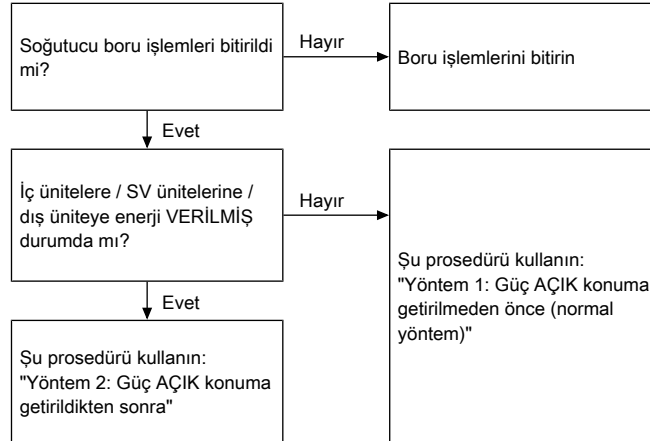 Soğutucu boru işlemleri bitirildi
mi?
Hayır
Boru işlemlerini bitirin
Evet
İç ünitelere / SV ünitelerine /
dış üniteye enerji VERİLMİŞ
durumda mı?
Hayır
Şu prosedürü kullanın:
"Yöntem 1: Güç AÇIK konuma
getirilmeden önce (normal
yöntem)"
Evet
Şu prosedürü kullanın:
"Yöntem 2: Güç AÇIK konuma
getirildikten sonra"